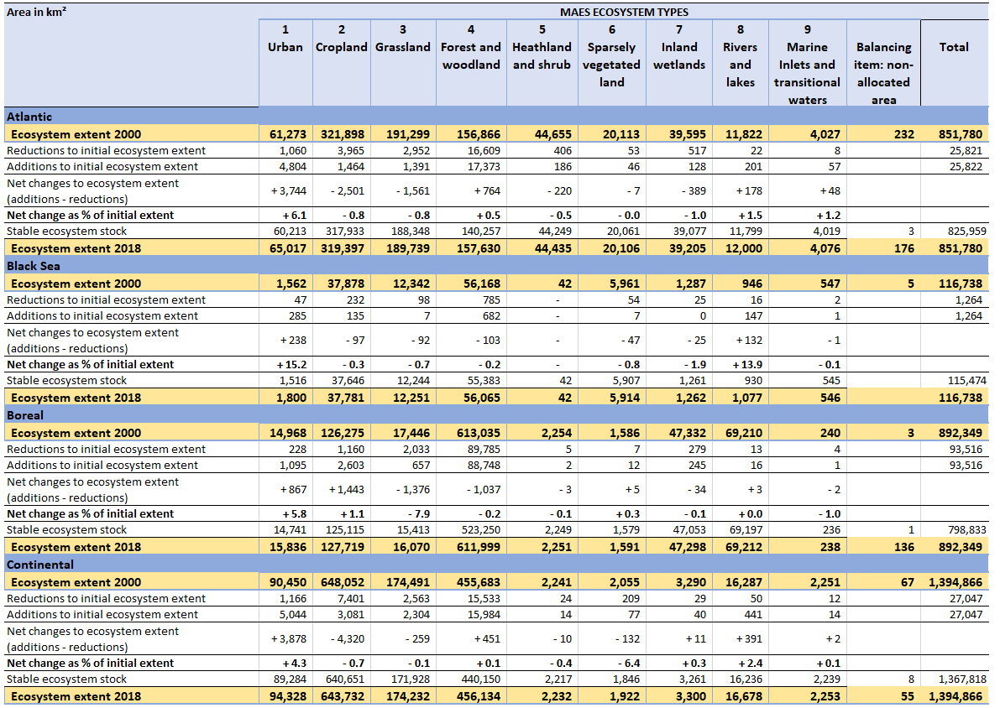 Area in km² MAES ECOSYSTEM TYPES
1 2 3 4 5 6 7 8 9
Urban Cropland Grassland Forest and Heathland Sparsely Inland Rivers Marine Balancing Total
woodland and shrub vegetated wetlands and Inlets and item: non-
land lakes transitional allocated
waters area
Atlantic
Ecosystem extent 2000 61,273 321,898 191,299 156,866 44,655 20,113 39,595 11,822 4,027 232 851,780
Reductions to initial ecosystem extent 1,060 3,965 2,952 16,609 406 53 517 22 8 25,821
Additions to initial ecosystem extent 4,804 1,464 1,391 17,373 186 46 128 201 57 25,822
Net changes to ecosystem extent
(additions - reductions) + 3,744 - 2,501 - 1,561 + 764 - 220 - 7 - 389 + 178 + 48
Net change as % of initial extent + 6.1 - 0.8 - 0.8 + 0.5 - 0.5 - 0.0 - 1.0 + 1.5 + 1.2
Stable ecosystem stock 60,213 317,933 188,348 140,257 44,249 20,061 39,077 11,799 4,019 3 825,959
Ecosystem extent 2018 65,017 319,397 189,739 157,630 44,435 20,106 39,205 12,000 4,076 176 851,780
Black Sea
Ecosystem extent 2000 1,562 37,878 12,342 56,168 42 5,961 1,287 946 547 5 116,738
Reductions to initial ecosystem extent 47 232 98 785 - 54 25 16 2 1,264
Additions to initial ecosystem extent 285 135 7 682 - 7 0 147 1 1,264
Net changes to ecosystem extent
(additions - reductions) + 238 - 97 - 92 - 103 - - 47 - 25 + 132 - 1
Net change as % of initial extent + 15.2 - 0.3 - 0.7 - 0.2 - - 0.8 - 1.9 + 13.9 - 0.1
Stable ecosystem stock 1,516 37,646 12,244 55,383 42 5,907 1,261 930 545 115,474
Ecosystem extent 2018 1,800 37,781 12,251 56,065 42 5,914 1,262 1,077 546 116,738
Boreal
Ecosystem extent 2000 14,968 126,275 17,446 613,035 2,254 1,586 47,332 69,210 240 3 892,349
Reductions to initial ecosystem extent 228 1,160 2,033 89,785 5 7 279 13 4 93,516
Additions to initial ecosystem extent 1,095 2,603 657 88,748 2 12 245 16 1 93,516
Net changes to ecosystem extent
(additions - reductions) + 867 + 1,443 - 1,376 - 1,037 - 3 + 5 - 34 + 3 - 2
Net change as % of initial extent + 5.8 + 1.1 - 7.9 - 0.2 - 0.1 + 0.3 - 0.1 + 0.0 - 1.0
Stable ecosystem stock 14,741 125,115 15,413 523,250 2,249 1,579 47,053 69,197 236 1 798,833
Ecosystem extent 2018 15,836 127,719 16,070 611,999 2,251 1,591 47,298 69,212 238 136 892,349
Continental
Ecosystem extent 2000 90,450 648,052 174,491 455,683 2,241 2,055 3,290 16,287 2,251 67 1,394,866
Reductions to initial ecosystem extent 1,166 7,401 2,563 15,533 24 209 29 50 12 27,047
Additions to initial ecosystem extent 5,044 3,081 2,304 15,984 14 77 40 441 14 27,047
Net changes to ecosystem extent
(additions - reductions) + 3,878 - 4,320 - 259 + 451 - 10 - 132 + 11 + 391 + 2
Net change as % of initial extent + 4.3 - 0.7 - 0.1 + 0.1 - 0.4 - 6.4 + 0.3 + 2.4 + 0.1
Stable ecosystem stock 89,284 640,651 171,928 440,150 2,217 1,846 3,261 16,236 2,239 8 1,367,818
Ecosystem extent 2018 94,328 643,732 174,232 456,134 2,232 1,922 3,300 16,678 2,253 55 1,394,866